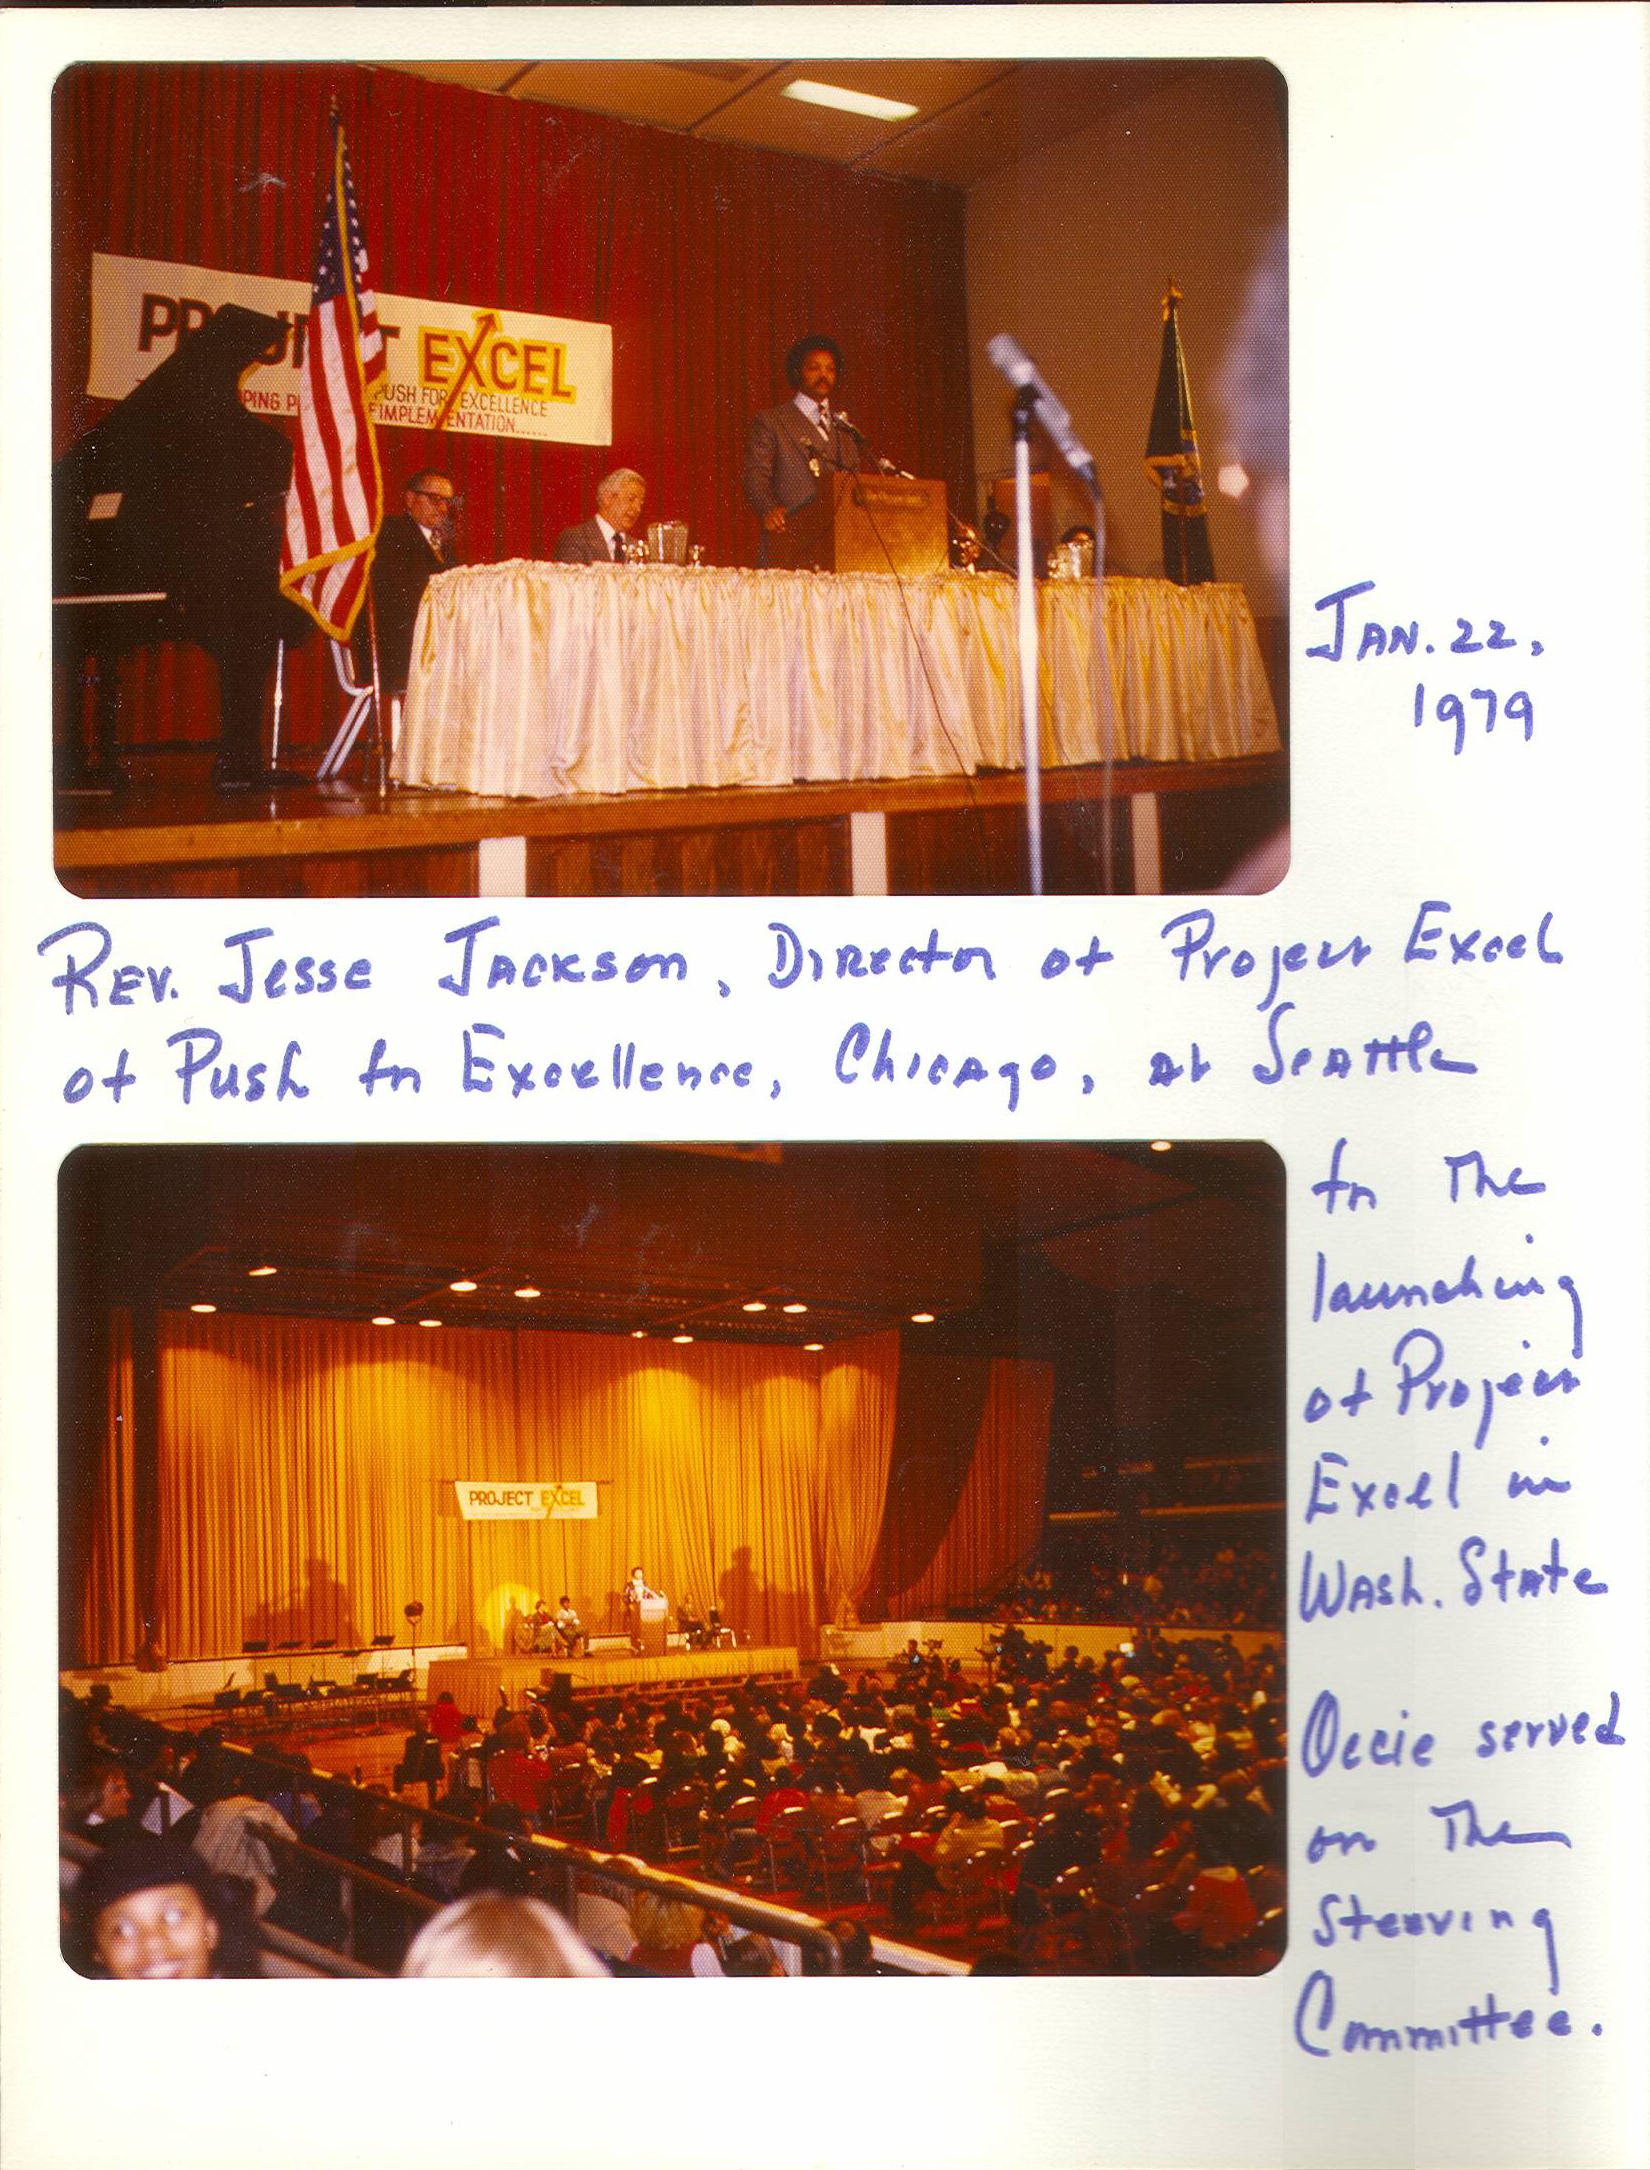 PROJECT EXCEL
PING P PUSH FOR EXCELLENCE
F IMPLEMENTATION......
JAN. 22,
1979
REV. Jesse JACKSON, DIRECTOR of Project Excel
of Push for Excellence, Chicago, at Seattle
PROJECT EXCEL
for The
launching
of Project
Excel in
WASH. State
Occie served
on The
Steering
Committee.